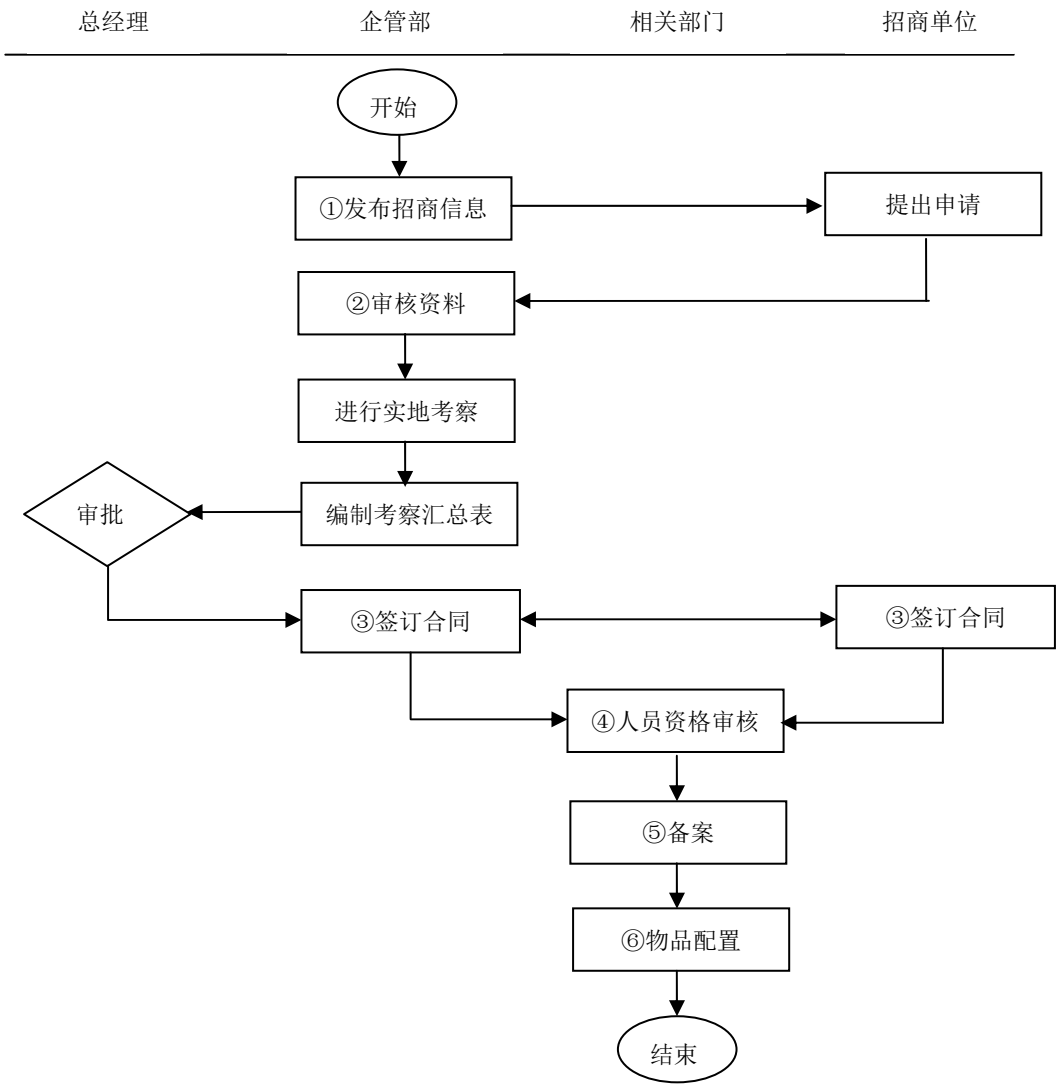 总经理 企管部 相关部门 招商单位
开始
①发布招商信息 提出申请
②审核资料
进行实地考察
审批 编制考察汇总表
③签订合同 ③签订合同
④人员资格审核
⑤备案
⑥物品配置
结束